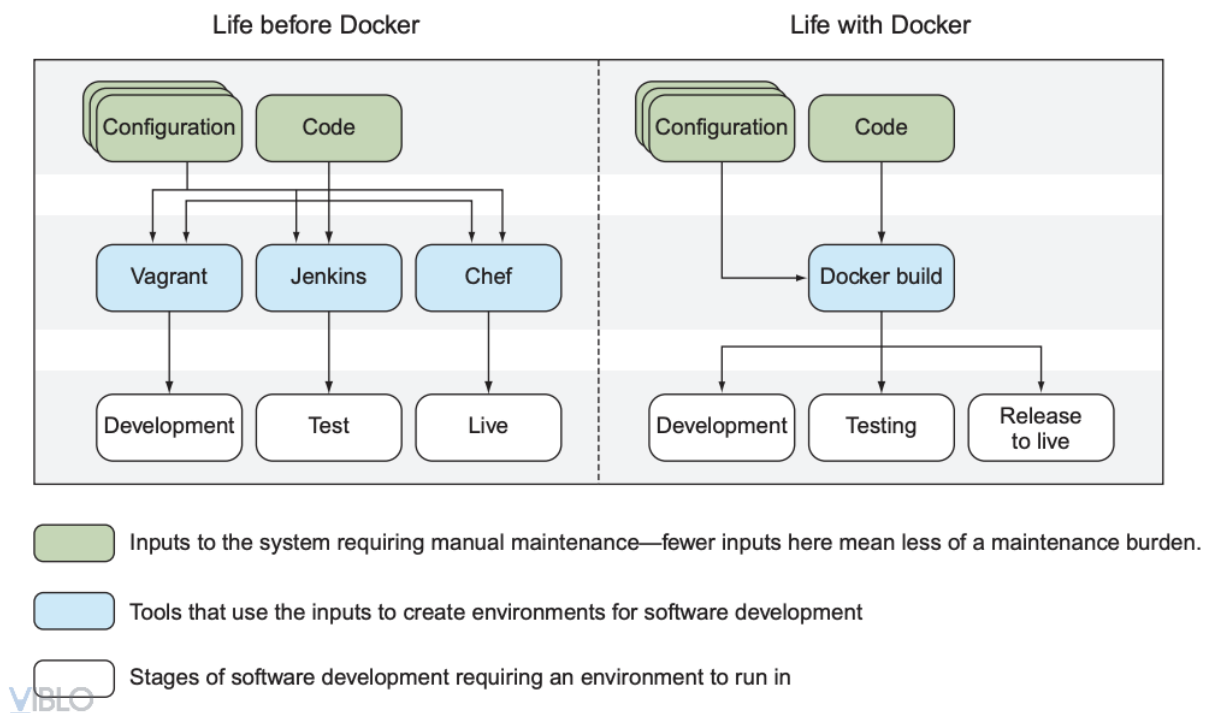 Life before Docker
Life with Docker
Configuration
Code
Configuration
Code
Vagrant
Jenkins
Chef
Docker build
Development
Test
Live
Development
Testing
Release
to live
Inputs to the system requiring manual maintenance—fewer inputs here mean less of a maintenance burden.
Tools that use the inputs to create environments for software development
Stages of software development requiring an environment to run in
VIBLO